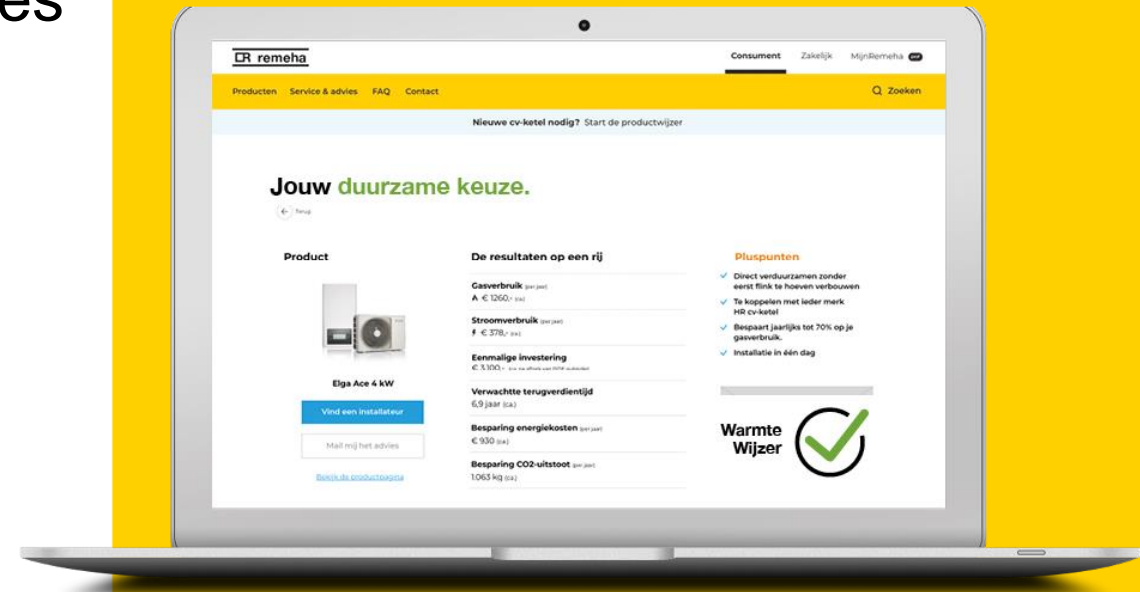 es
remeha
Consument Zakelijk MijnRemeha
Producten Service & advies FAQ Contact
Zoeken
Nieuwe cv-ketel nodig? Start de productwijzer
Jouw duurzame keuze.
Terug
Product
Elga Ace 4 kW
Vind een installateur
Mail mij het advies
Bekijk de productpagina
De resultaten op een rij
Gasverbruik (per jaar)
€ 1260,- (ca.)
Stroomverbruik (per jaar)
€ 378,- (ca.)
Eenmalige investering
€ 3.100,-
Verwachtte terugverdientijd
6,9 jaar (ca.)
Besparing energiekosten (per jaar)
€ 930 (ca.)
Besparing CO2-uitstoot (per jaar)
1.063 kg (ca.)
Pluspunten
Direct verduurzamen zonder
eerst flink te hoeven verbouwen
Te koppelen met ieder merk
HR cv-ketel
Bespaart jaarlijks tot 70% op je
gasverbruik.
Installatie in één dag
Warmte
Wijzer